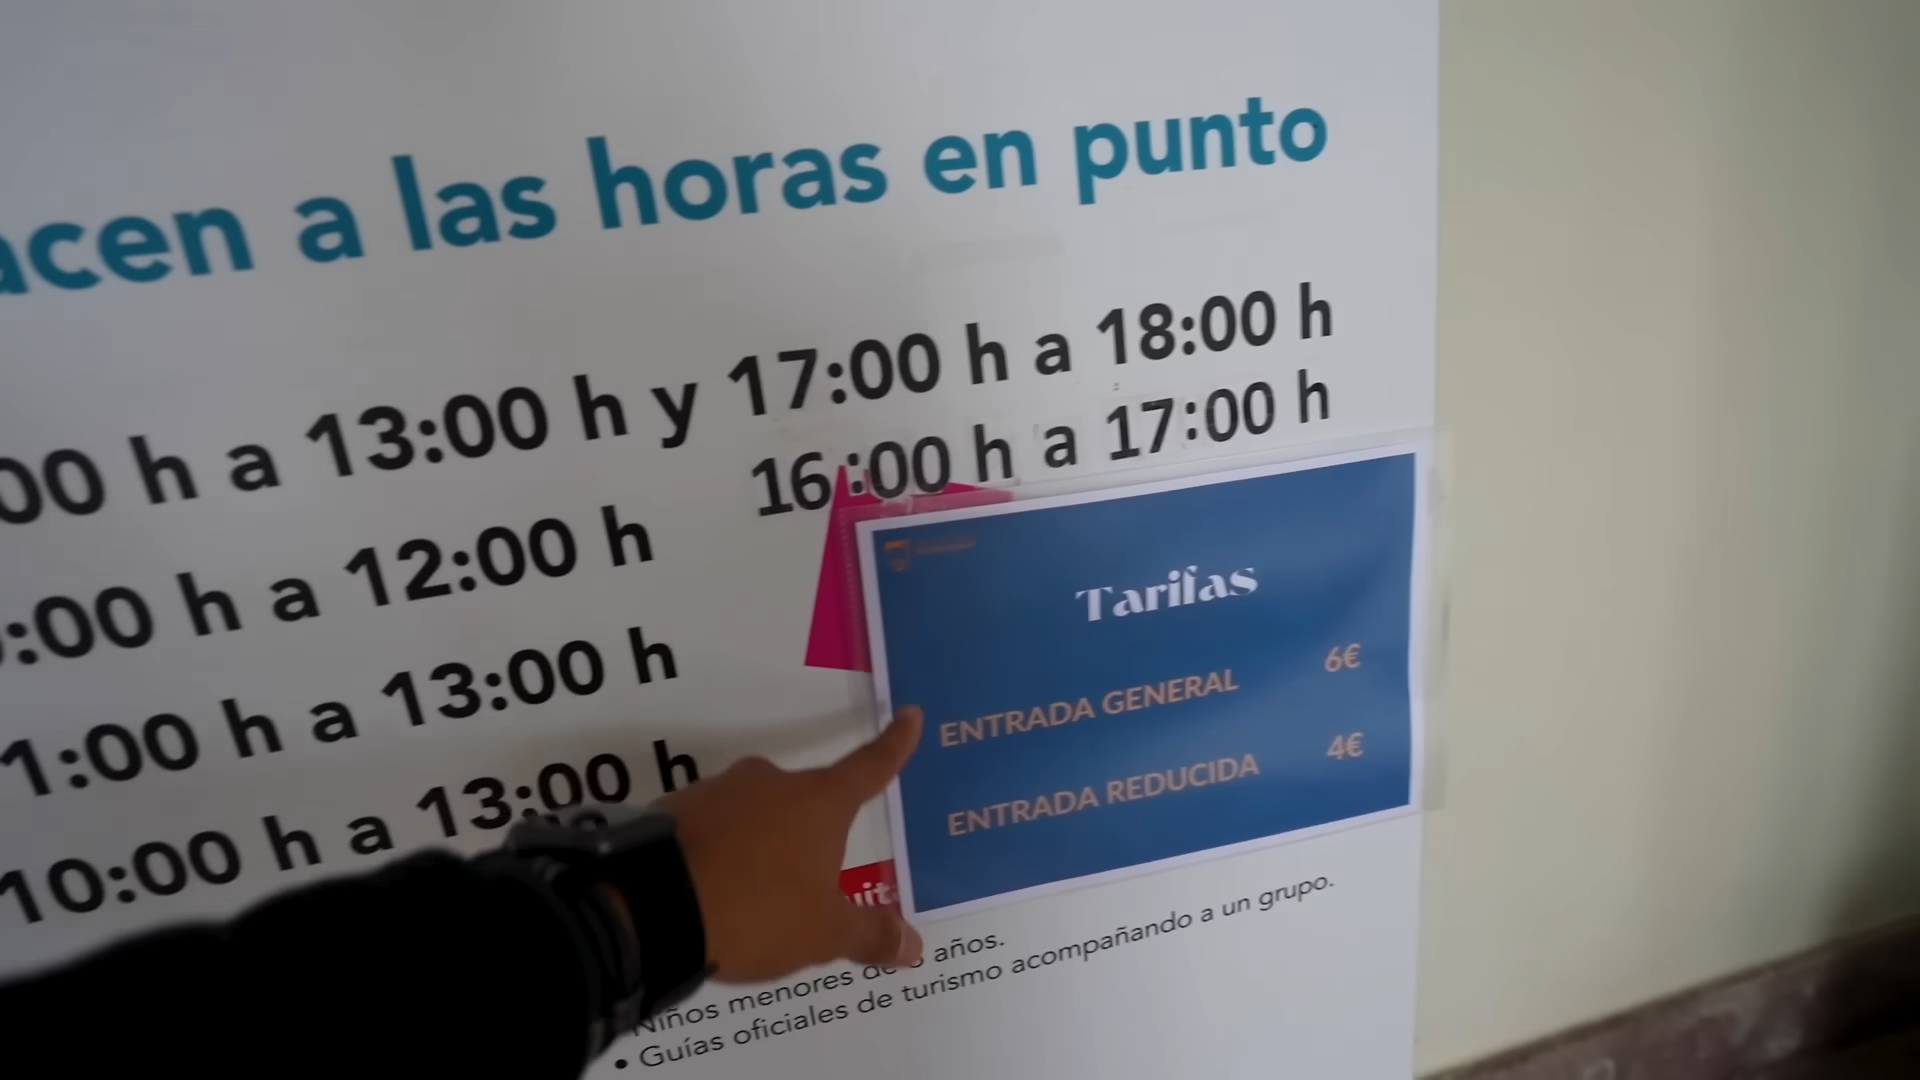 acen a las horas en punto
00 h a 13:00 h y 17:00 h a 18:00 h
16:00 h a 17:00 h
:00 h a 12:00 h
1:00 h a 13:00 h
10:00 h a 13:00 h
Tarifas
ENTRADA GENERAL 6€
ENTRADA REDUCIDA 4€
uit
Niños menores de años.
• Guías oficiales de turismo acompañando a un grupo.